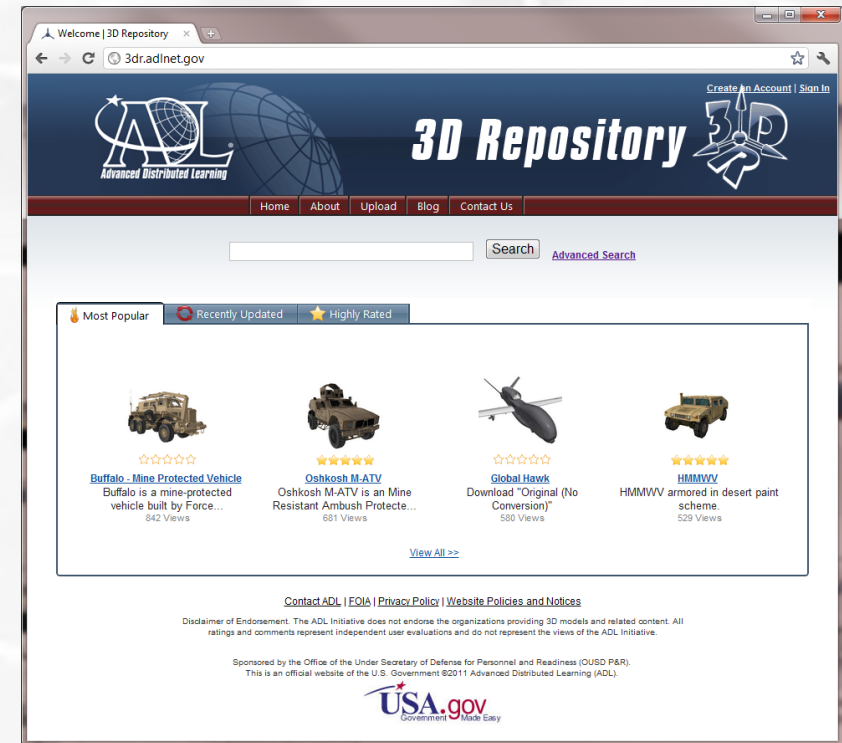 Welcome | 3D Repository
3dr.adlnet.gov
Create an Account | Sign In
ADL
Advanced Distributed Learning
3D Repository
3DR
Home About Upload Blog Contact Us
Search Advanced Search
Most Popular Recently Updated Highly Rated
Buffalo - Mine Protected Vehicle
Buffalo is a mine-protected
vehicle built by Force...
842 Views
Oshkosh M-ATV
Oshkosh M-ATV is an Mine
Resistant Ambush Protecte...
681 Views
Global Hawk
Download "Original (No
Conversion)"
580 Views
HMMWV
HMMWV armored in desert paint
scheme.
529 Views
View All >>
Contact ADL | FOIA | Privacy Policy | Website Policies and Notices
Disclaimer of Endorsement. The ADL Initiative does not endorse the organizations providing 3D models and related content. All
ratings and comments represent independent user evaluations and do not represent the views of the ADL Initiative.
Sponsored by the Office of the Under Secretary of Defense for Personnel and Readiness (OUSD P&R).
This is an official website of the U.S. Government ©2011 Advanced Distributed Learning (ADL).
USA.gov
Government Made Easy